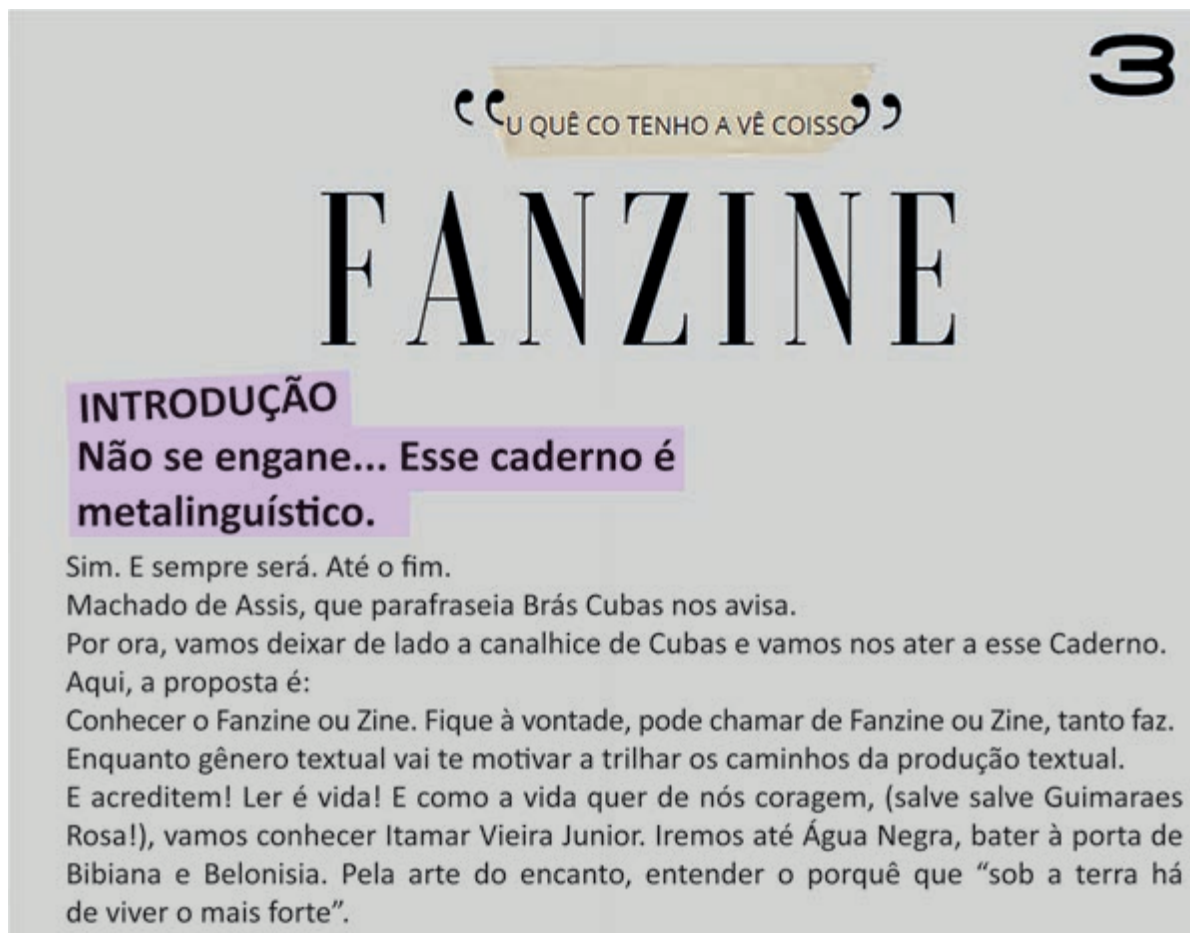 3
“U QUÊ CO TENHO A VÊ COISSO”
FANZINE
INTRODUÇÃO
Não se engane... Esse caderno é
metalinguístico.
Sim. E sempre será. Até o fim.
Machado de Assis, que parafraseia Brás Cubas nos avisa.
Por ora, vamos deixar de lado a canalhice de Cubas e vamos nos ater a esse Caderno.
Aqui, a proposta é:
Conhecer o Fanzine ou Zine. Fique à vontade, pode chamar de Fanzine ou Zine, tanto faz.
Enquanto gênero textual vai te motivar a trilhar os caminhos da produção textual.
E acreditem! Ler é vida! E como a vida quer de nós coragem, (salve salve Guimaraes
Rosa!), vamos conhecer Itamar Vieira Junior. Iremos até Água Negra, bater à porta de
Bibiana e Belonisia. Pela arte do encanto, entender o porquê que “sob a terra há
de viver o mais forte”.